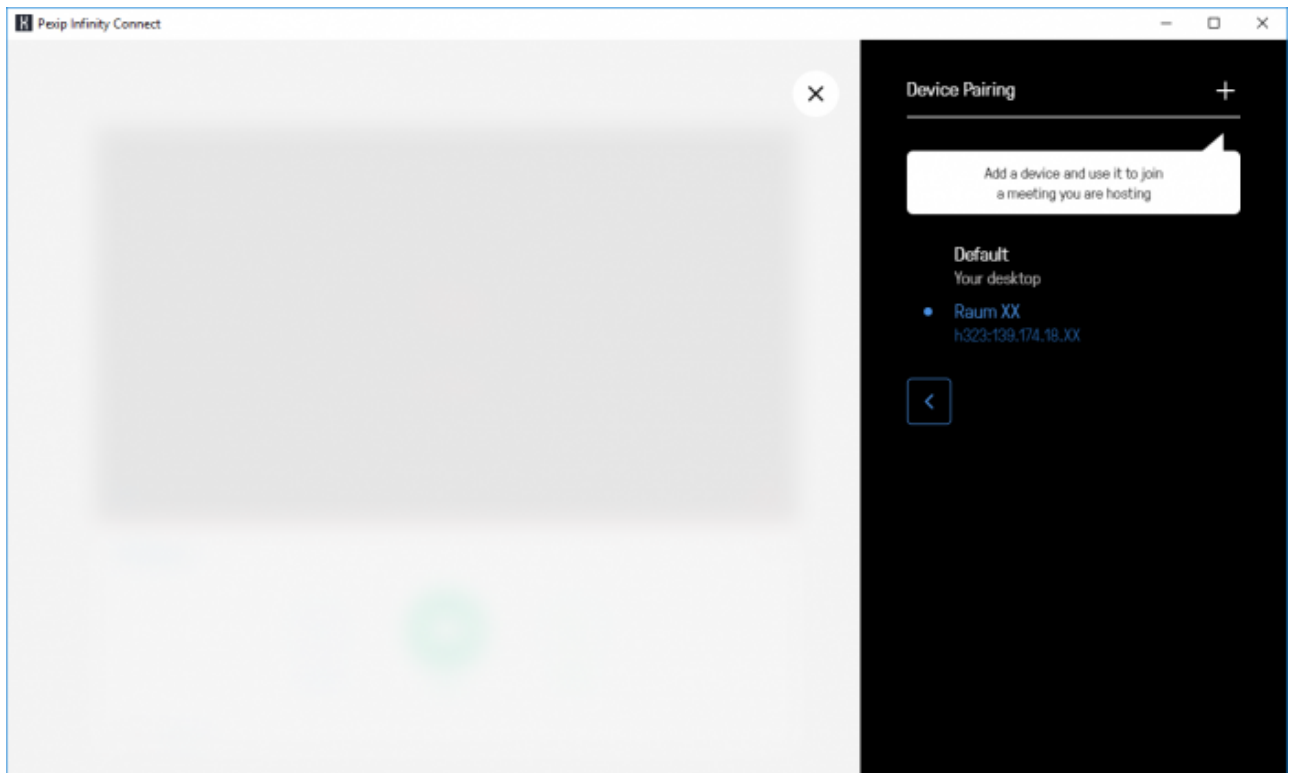 Pexip Infinity Connect
Device Pairing
Add a device and use it to join
a meeting you are hosting
Default
Your desktop
Raum XX
h323:139.174.18.XX